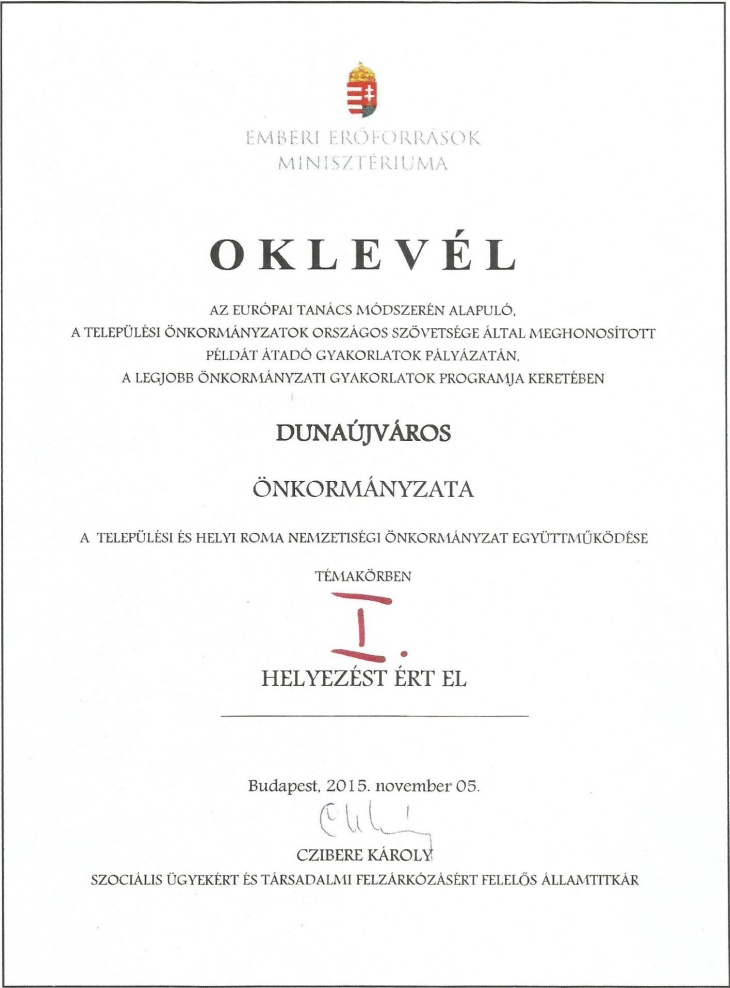 EMBERI ERŐFORRÁSOK
MINISZTÉRIUMA
OKLEVÉL
AZ EURÓPAI TANÁCS MÓDSZERÉN ALAPULÓ,
A TELEPÜLÉSI ÖNKORMÁNYZATOK ORSZÁGOS SZÖVETSÉGE ÁLTAL MEGHONOSÍTOTT
PÉLDÁT ÁTADÓ GYAKORLATOK PÁLYÁZATÁN,
A LEGJOBB ÖNKORMÁNYZATI GYAKORLATOK PROGRAMJA KERETÉBEN
DUNAÚJVÁROS
ÖNKORMÁNYZATA
A TELEPÜLÉSI ÉS HELYI ROMA NEMZETISÉGI ÖNKORMÁNYZAT EGYÜTTMŰKÖDÉSE
TÉMAKÖRBEN
I.
HELYEZÉST ÉRT EL
Budapest, 2015. november 05.
CZIBERE KÁROLY
SZOCIÁLIS ÜGYEKÉRT ÉS TÁRSADALMI FELZÁRKÓZÁSÉRT FELELŐS ÁLLAMTITKÁR